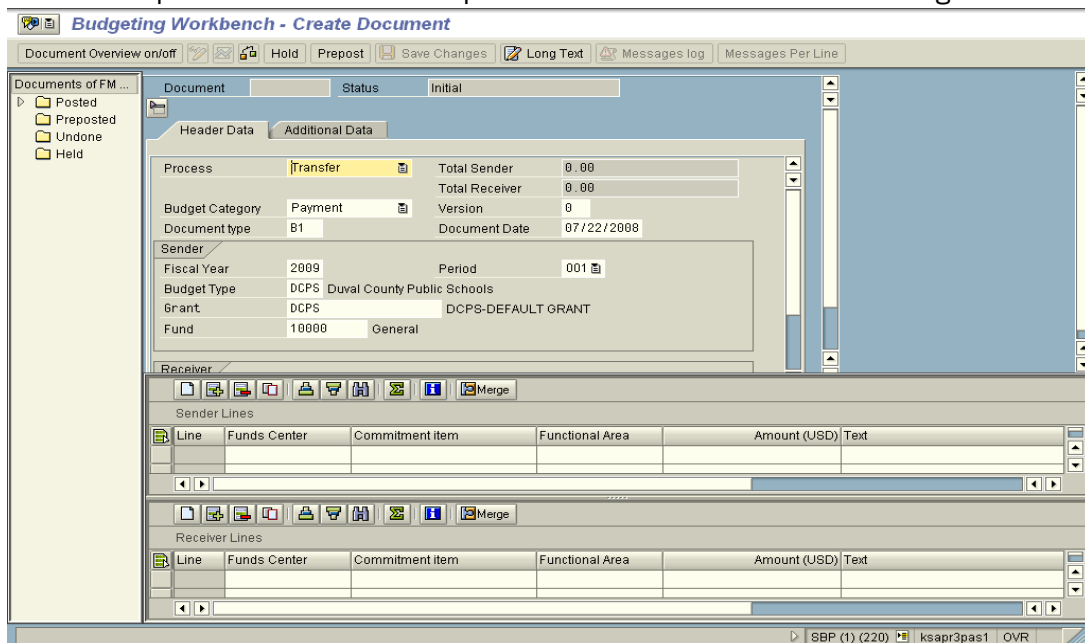 Budgeting Workbench - Create Document
Document Overview on/off Hold Prepost Save Changes Long Text Messages log Messages Per Line
Documents of FM ...
Posted
Preposted
Undone
Held
Document Status Initial
Header Data Additional Data
Process Transfer Total Sender 0.00
Total Receiver 0.00
Budget Category Payment Version 0
Document type B1 Document Date 07/22/2008
Sender
Fiscal Year 2009 Period 001
Budget Type DCPS Duval County Public Schools
Grant DCPS DCPS-DEFAULT GRANT
Fund 10000 General
Receiver
Merge
Sender Lines
Line Funds Center Commitment item Functional Area Amount (USD) Text
Merge
Receiver Lines
Line Funds Center Commitment item Functional Area Amount (USD) Text
SBP (1) (220) ksapr3pas1 OVR